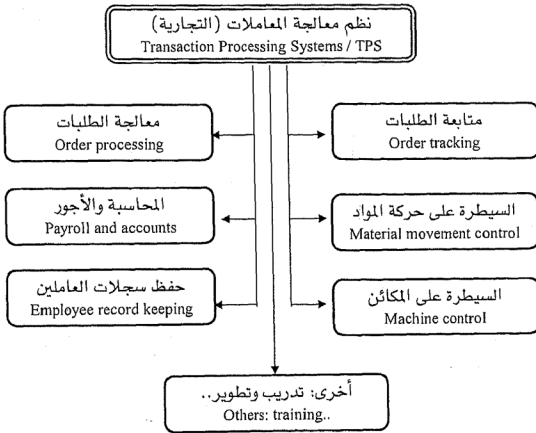 نظم معالجة المعاملات (التجارية)
Transaction Processing Systems / TPS
معالجة الطلبات
Order processing
متابعة الطلبات
Order tracking
المحاسبة والأجور
Payroll and accounts
السيطرة على حركة المواد
Material movement control
حفظ سجلات العاملين
Employee record keeping
السيطرة على المكائن
Machine control
أخرى: تدريب وتطوير..
Others: training..